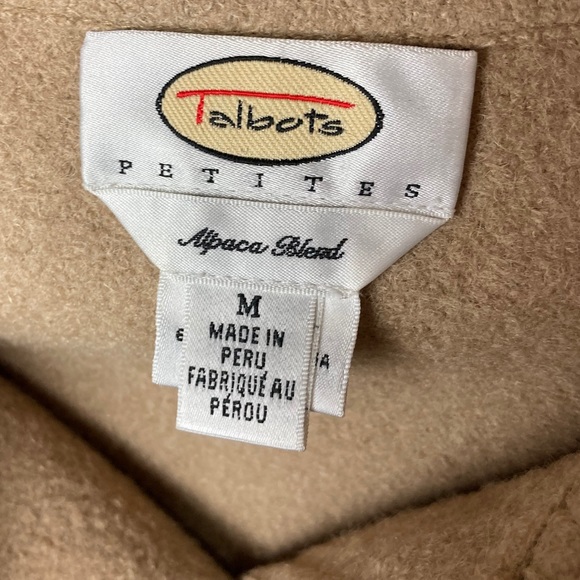 Talbots
PETITES
Alpaca Blend
M
MADE IN
PERU
FABRIQUÉ AU
PÉROU